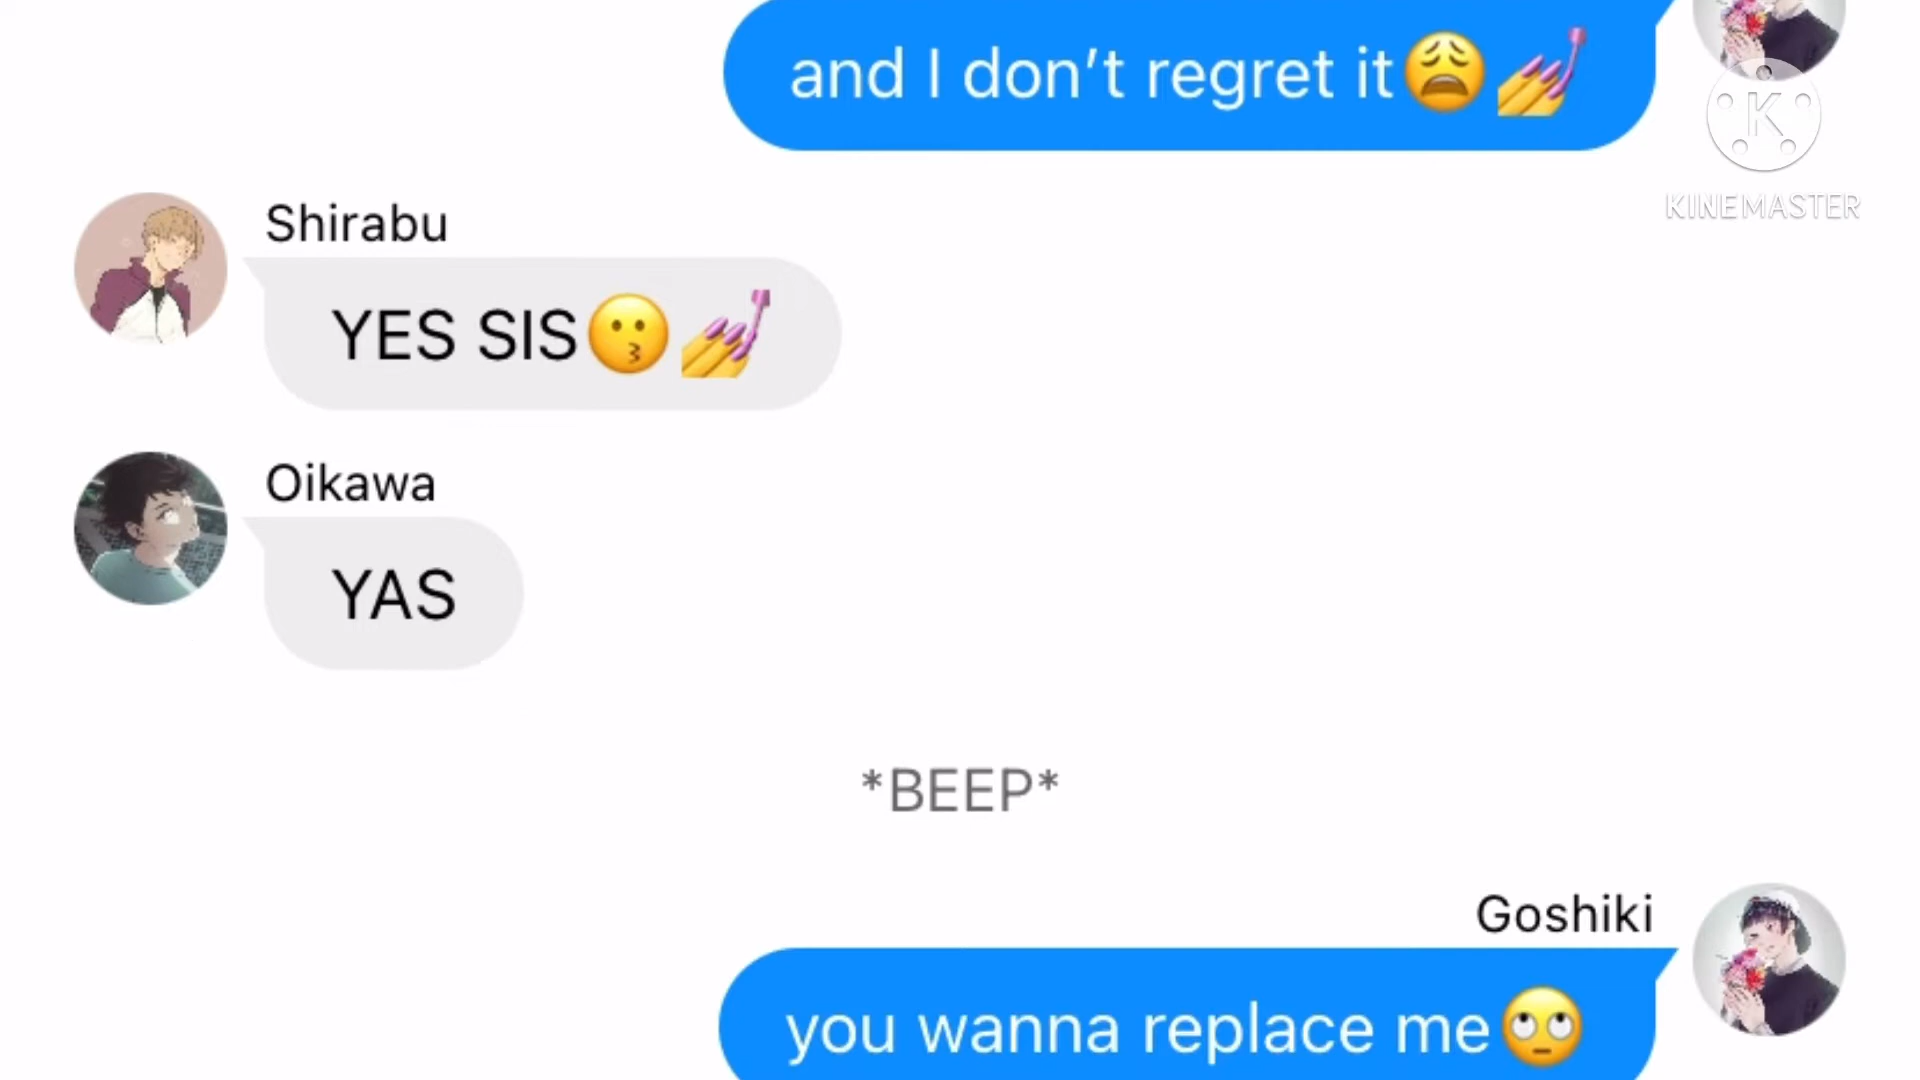 and I don't regret it😩💅
K
KINEMASTER
Shirabu
YES SIS😗💅
Oikawa
YAS
*BEEP*
Goshiki
you wanna replace me🙄